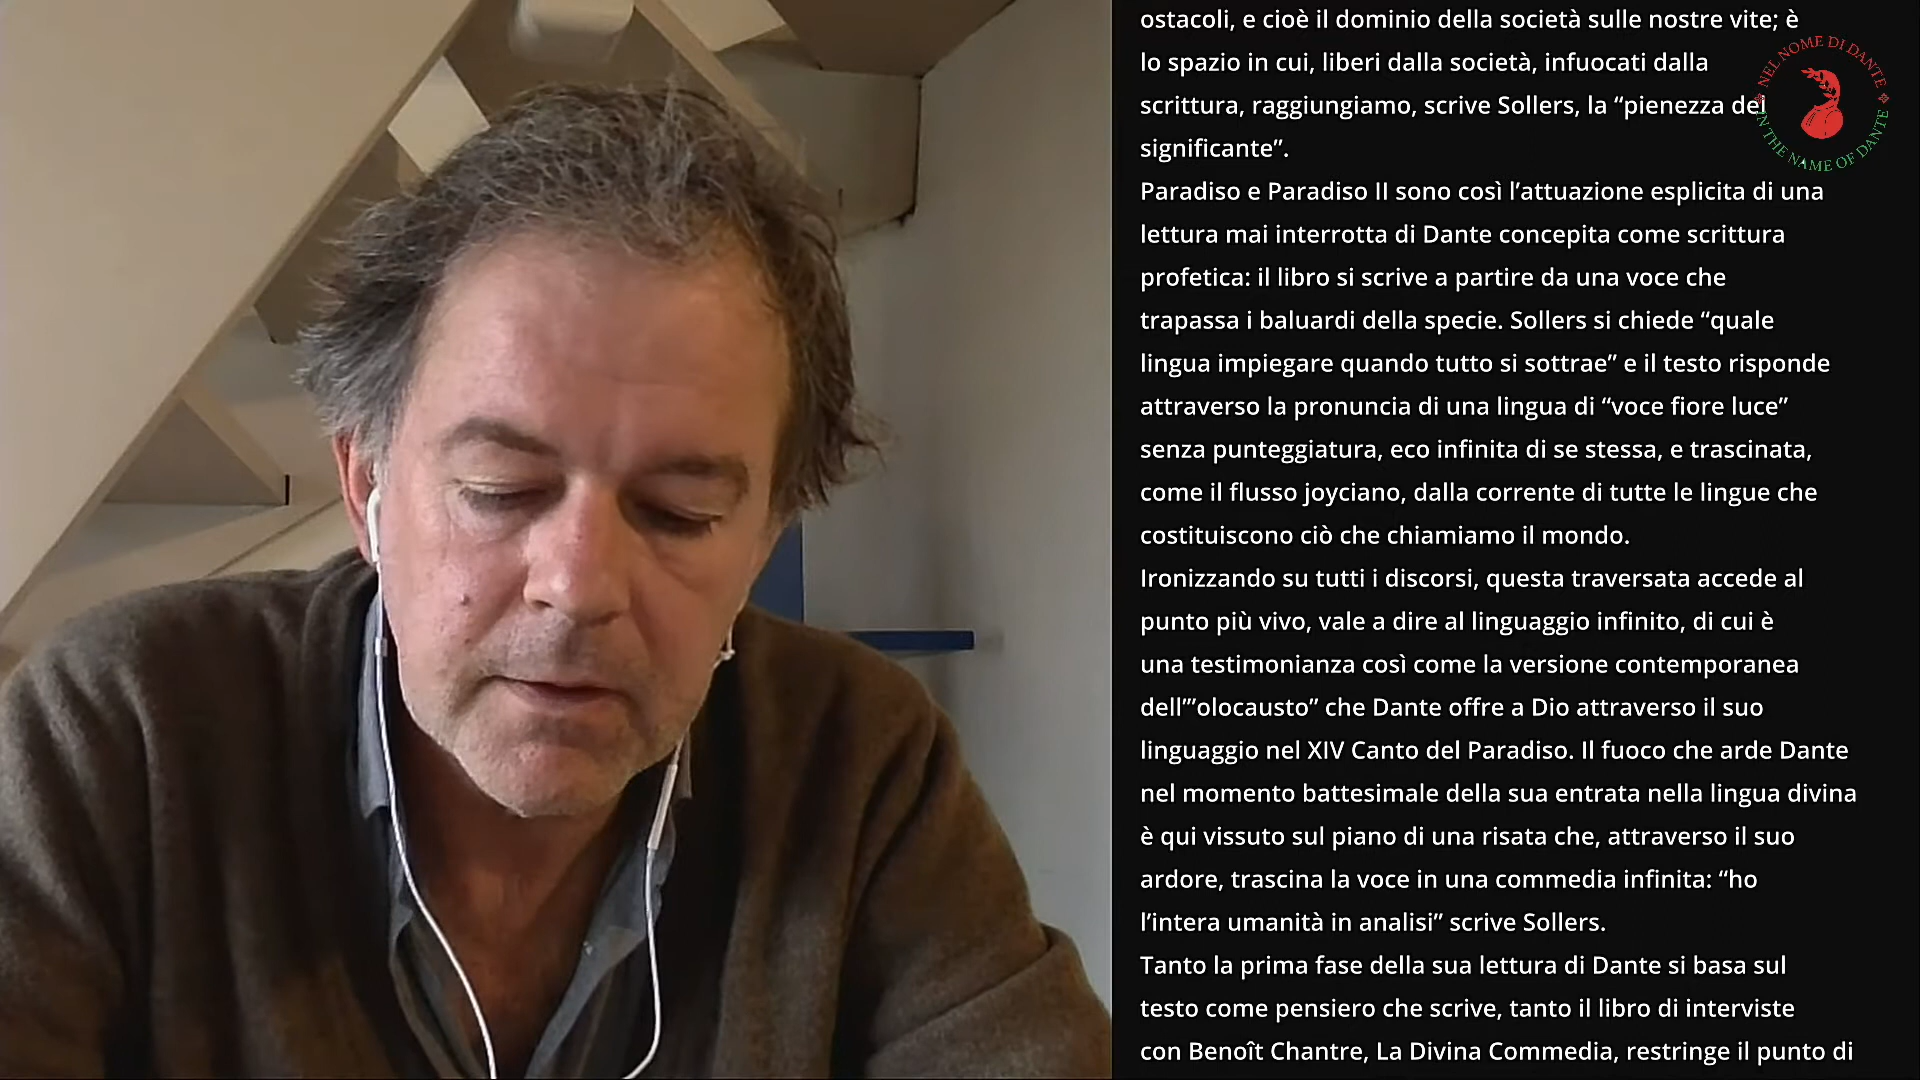 ostacoli, e cioè il dominio della società sulle nostre vite; è
lo spazio in cui, liberi dalla società, infuocati dalla
scrittura, raggiungiamo, scrive Sollers, la “pienezza del
significante”.
Paradiso e Paradiso II sono così l’attuazione esplicita di una
lettura mai interrotta di Dante concepita come scrittura
profetica: il libro si scrive a partire da una voce che
trapassa i baluardi della specie. Sollers si chiede “quale
lingua impiegare quando tutto si sottrae” e il testo risponde
attraverso la pronuncia di una lingua di “voce fiore luce”
senza punteggiatura, eco infinita di se stessa, e trascinata,
come il flusso joyciano, dalla corrente di tutte le lingue che
costituiscono ciò che chiamiamo il mondo.
Ironizzando su tutti i discorsi, questa traversata accede al
punto più vivo, vale a dire al linguaggio infinito, di cui è
una testimonianza così come la versione contemporanea
dell’”olocausto” che Dante offre a Dio attraverso il suo
linguaggio nel XIV Canto del Paradiso. Il fuoco che arde Dante
nel momento battesimale della sua entrata nella lingua divina
è qui vissuto sul piano di una risata che, attraverso il suo
ardore, trascina la voce in una commedia infinita: “ho
l’intera umanità in analisi” scrive Sollers.
Tanto la prima fase della sua lettura di Dante si basa sul
testo come pensiero che scrive, tanto il libro di interviste
con Benoît Chantre, La Divina Commedia, restringe il punto di
NEL NOME DI DANTE
IN THE NAME OF DANTE